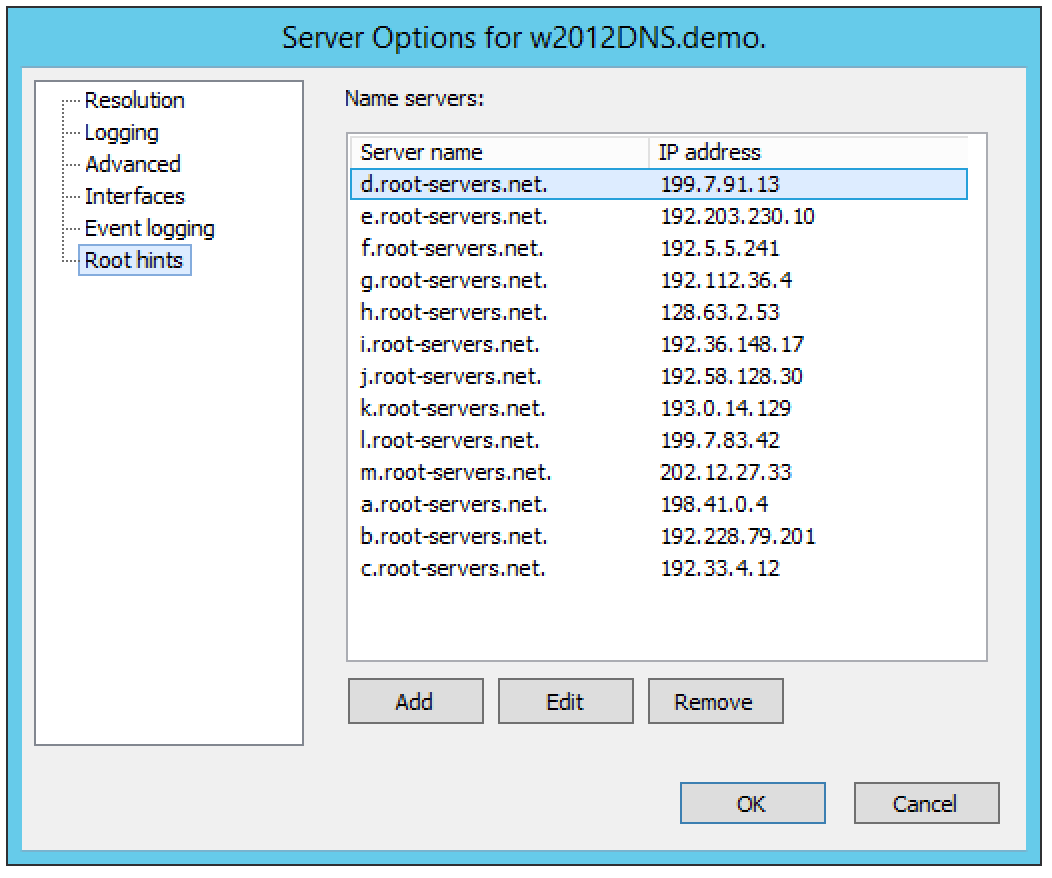 Server Options for w2012DNS.demo.
Resolution
Logging
Advanced
Interfaces
Event logging
Root hints
Name servers:
Server name IP address
d.root-servers.net. 199.7.91.13
e.root-servers.net. 192.203.230.10
f.root-servers.net. 192.5.5.241
g.root-servers.net. 192.112.36.4
h.root-servers.net. 128.63.2.53
i.root-servers.net. 192.36.148.17
j.root-servers.net. 192.58.128.30
k.root-servers.net. 193.0.14.129
l.root-servers.net. 199.7.83.42
m.root-servers.net. 202.12.27.33
a.root-servers.net. 198.41.0.4
b.root-servers.net. 192.228.79.201
c.root-servers.net. 192.33.4.12
Add Edit Remove
OK Cancel